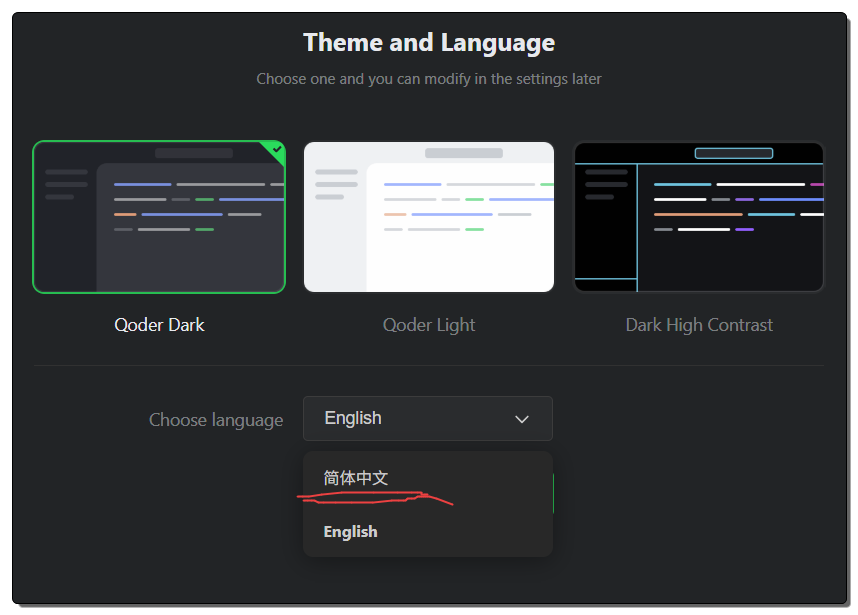 Theme and Language
Choose one and you can modify in the settings later
Qoder Dark
Qoder Light
Dark High Contrast
Choose language
English
简体中文
English